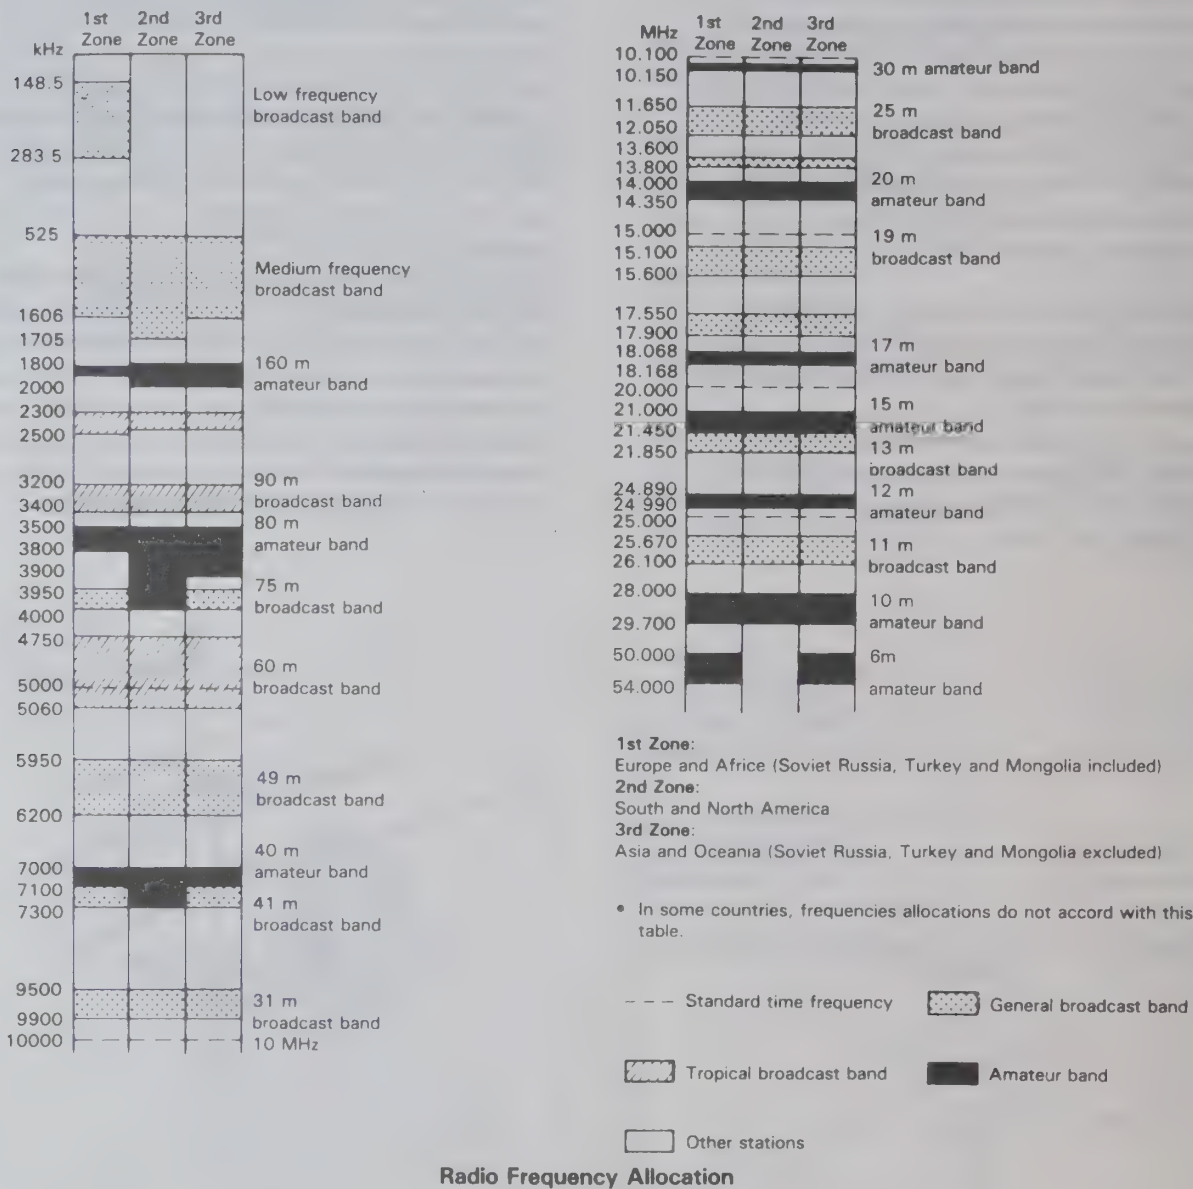 1st 2nd 3rd
Zone Zone Zone
kHz
148.5
Low frequency
broadcast band
283 5
525
Medium frequency
broadcast band
1606
1705
1800
160 m
amateur band
2000
2300
2500
3200
90 m
broadcast band
3400
3500
80 m
amateur band
3800
3900
3950
75 m
broadcast band
4000
4750
60 m
broadcast band
5000
5060
5950
49 m
broadcast band
6200
40 m
amateur band
7000
7100
41 m
broadcast band
7300
9500
31 m
broadcast band
9900
10000
10 MHz
1st 2nd 3rd
Zone Zone Zone
MHz
10.100
10.150
30 m amateur band
11.650
25 m
broadcast band
12.050
13.600
13.800
14.000
20 m
amateur band
14.350
15.000
19 m
broadcast band
15.100
15.600
17.550
17.900
18.068
17 m
amateur band
18.168
20.000
21.000
15 m
amateur band
21.450
13 m
broadcast band
21.850
24.890
12 m
amateur band
24 990
25.000
25.670
11 m
broadcast band
26.100
28.000
10 m
amateur band
29.700
50.000
6m
amateur band
54.000
1st Zone:
Europe and Africe (Soviet Russia, Turkey and Mongolia included)
2nd Zone:
South and North America
3rd Zone:
Asia and Oceania (Soviet Russia, Turkey and Mongolia excluded)
• In some countries, frequencies allocations do not accord with this
table.
Standard time frequency
General broadcast band
Tropical broadcast band
Amateur band
Other stations
Radio Frequency Allocation